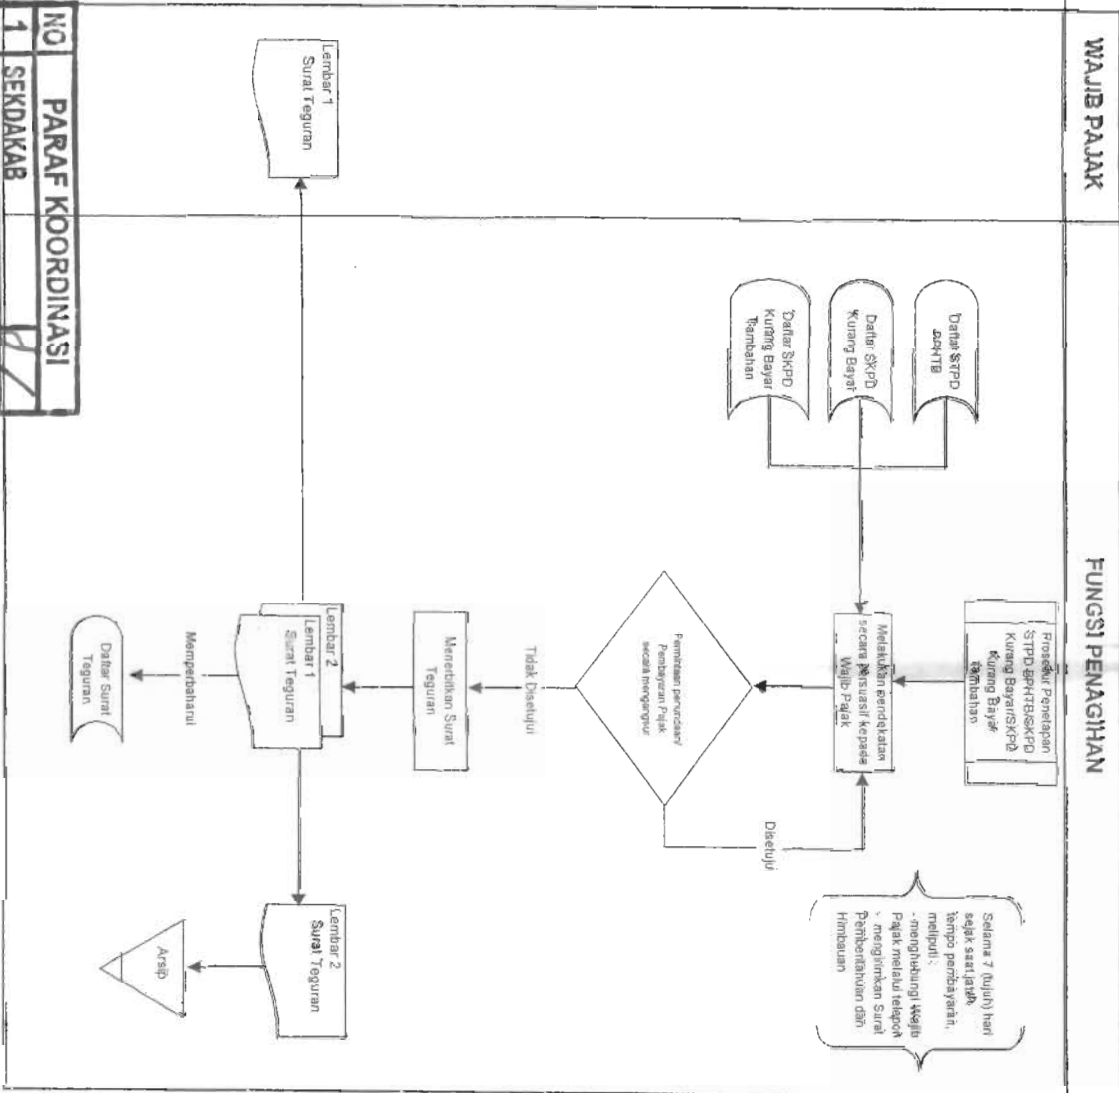 WAJIB PAJAK
FUNGSI PENAGIHAN
Prosedur Penetapan
STPD BPHTB/SKPD
Kurang Bayar/SKPD
Kurang Bayar
Tambahan
Daftar STPD
BPHTB
Daftar SKPD
Kurang Bayar
Daftar SKPD
Kurang Bayar
Tambahan
Melakukan pendekatan
secara persuasif kepada
Wajib Pajak
Selama 7 (tujuh) hari
sejak saat jatuh
tempo pembayaran,
meliputi :
- menghubungi Wajib
Pajak melalui telepon
- mengirimkan Surat
Pemberitahuan dan
Himbauan
Disetujui
Permintaan penundaan/
Pembayaran Pajak
secara mengangsur
Tidak Disetujui
Menerbitkan Surat
Teguran
Lembar 2
Lembar 1
Surat Teguran
Lembar 1
Surat Teguran
Lembar 2
Surat Teguran
Memperbaharui
Daftar Surat
Teguran
Arsip
NO PARAF KOORDINASI
1 SEKDAKAB